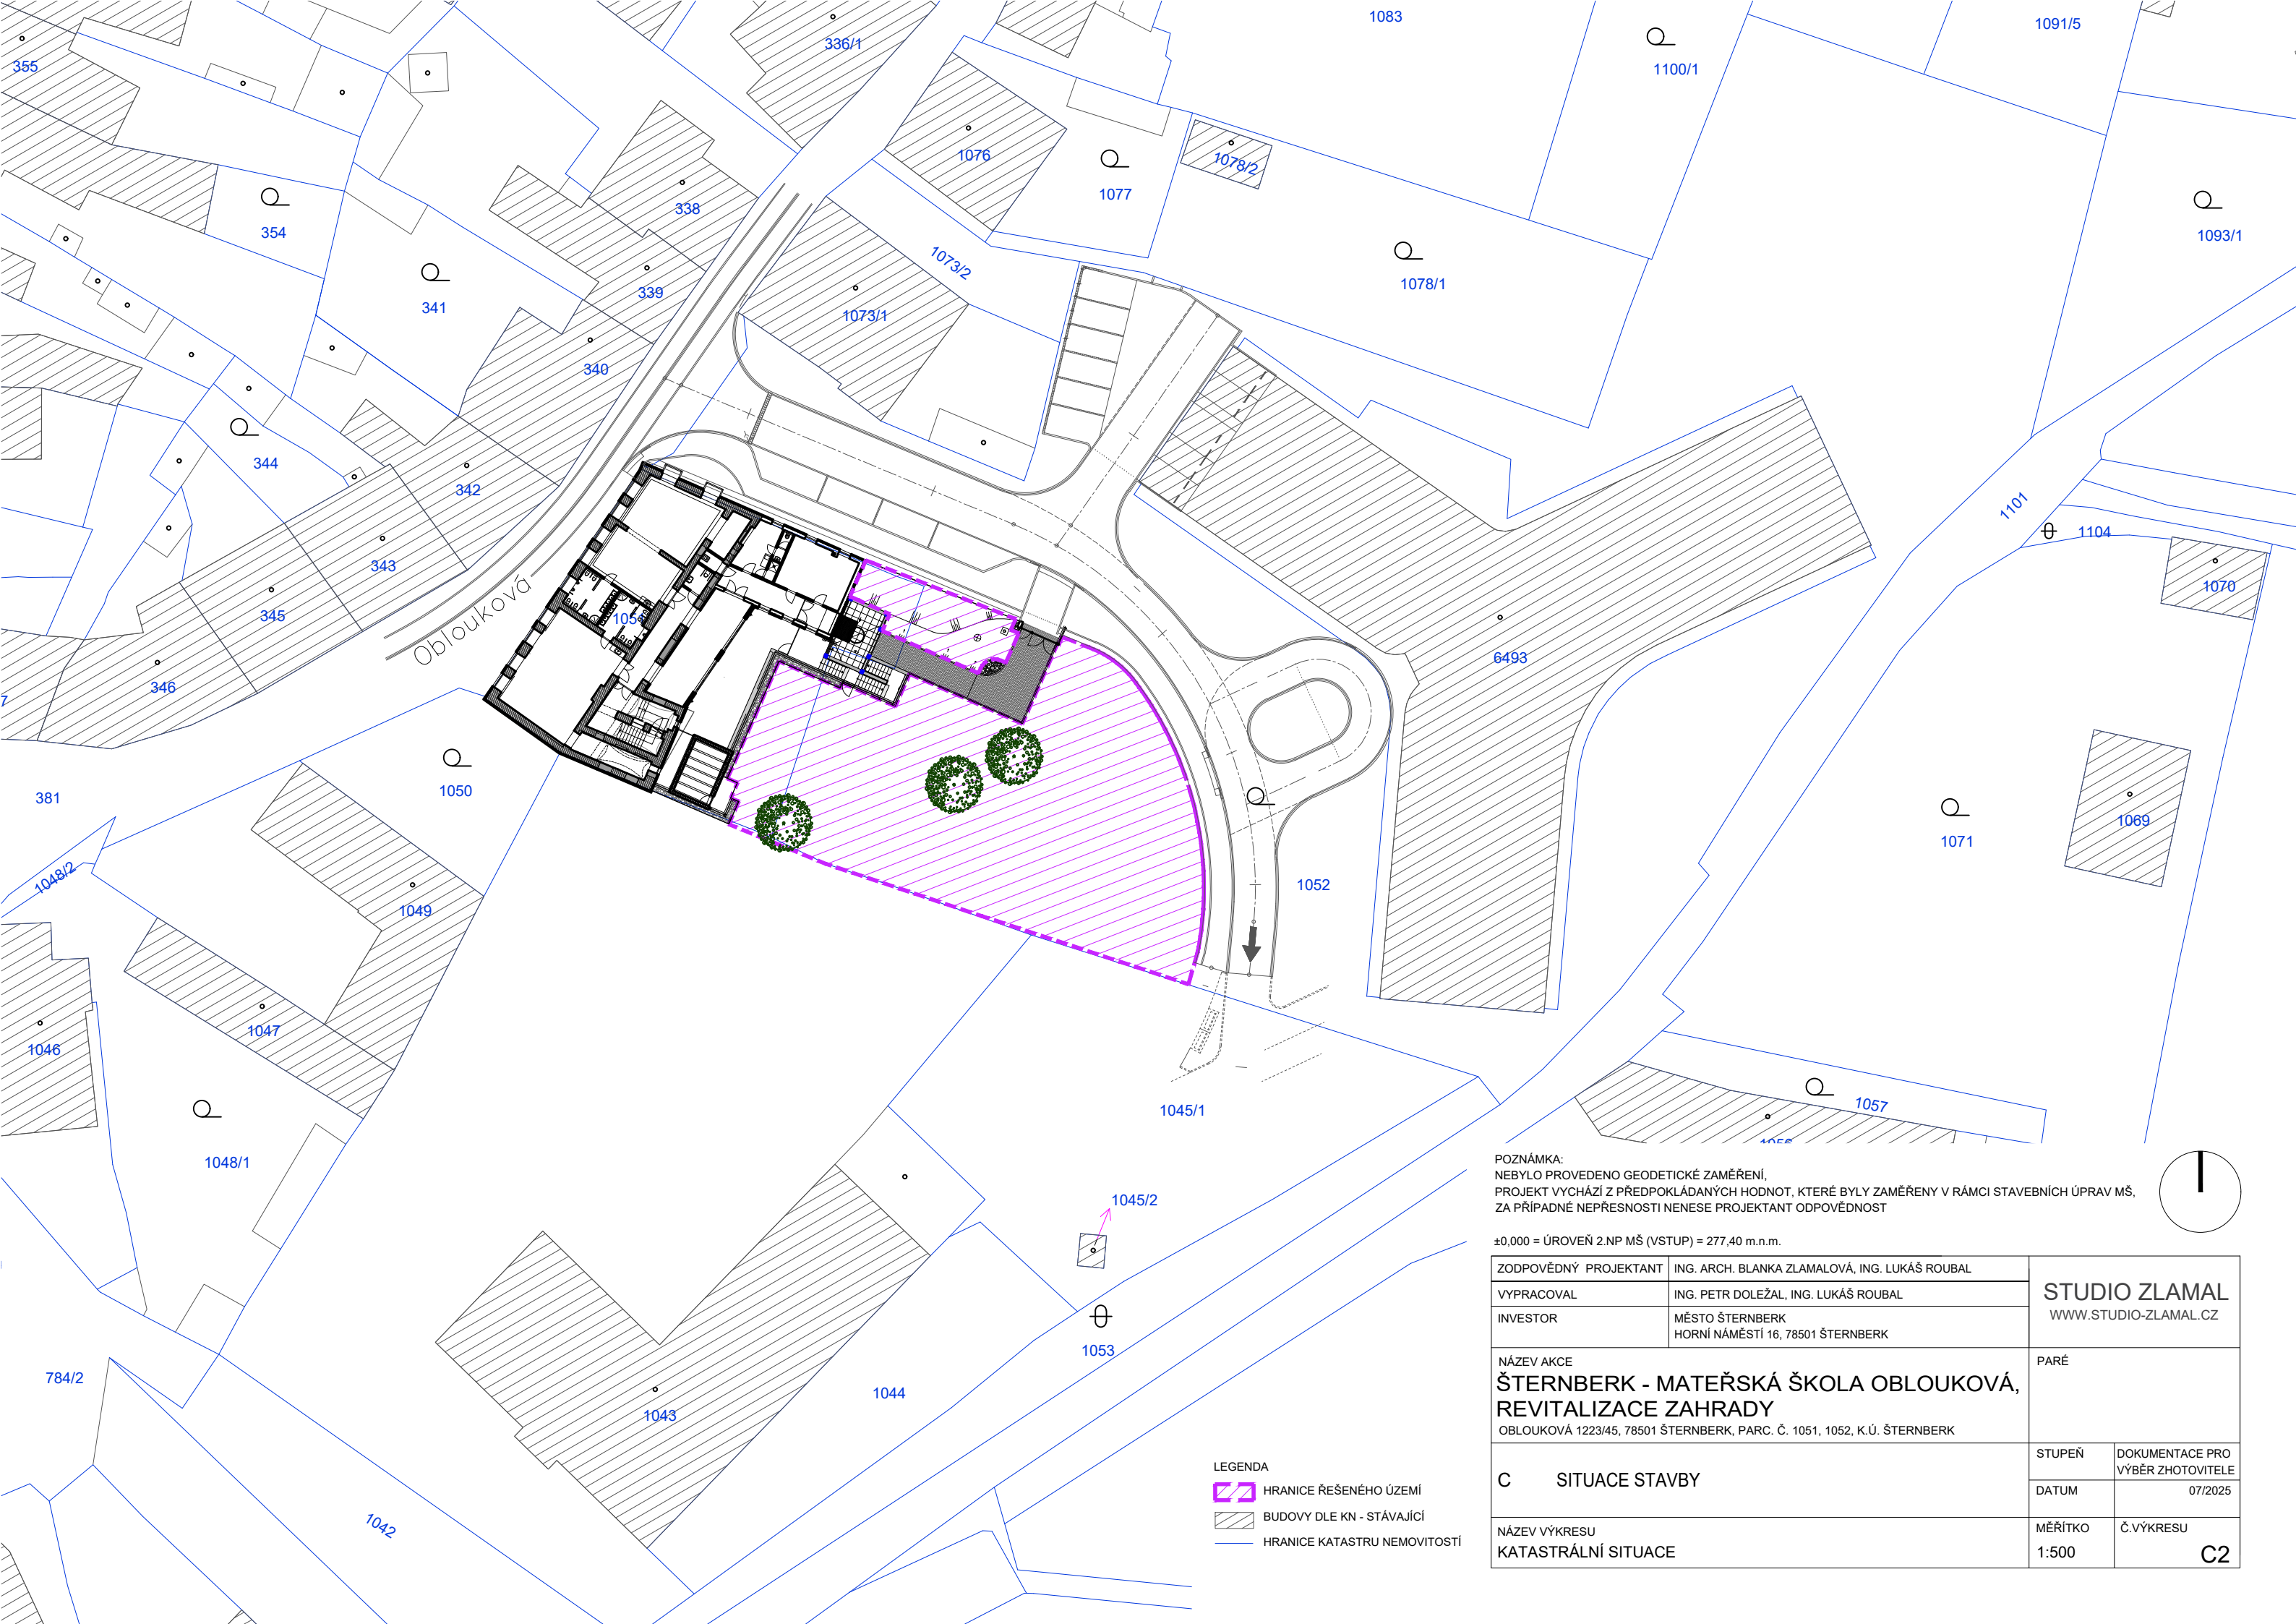 1083
1091/5
336/1
1100/1
355
1076
1078/2
1077
338
354
1093/1
1073/2
339
1078/1
341
1073/1
340
344
342
1101
1104
343
1070
Oblouková
345
105
6493
346
7
1050
381
1069
1071
1048/2
1052
1049
1047
1046
1057
1045/1
1048/1
1045/2
1053
784/2
1044
1043
1042
POZNÁMKA:
NEBYLO PROVEDENO GEODETICKÉ ZAMĚŘENÍ,
PROJEKT VYCHÁZÍ Z PŘEDPOKLÁDANÝCH HODNOT, KTERÉ BYLY ZAMĚŘENY V RÁMCI STAVEBNÍCH ÚPRAV MŠ,
ZA PŘÍPADNÉ NEPŘESNOSTI NENESE PROJEKTANT ODPOVĚDNOST
±0,000 = ÚROVEŇ 2.NP MŠ (VSTUP) = 277,40 m.n.m.
ZODPOVĚDNÝ PROJEKTANT ING. ARCH. BLANKA ZLAMALOVÁ, ING. LUKÁŠ ROUBAL
VYPRACOVAL ING. PETR DOLEŽAL, ING. LUKÁŠ ROUBAL
INVESTOR MĚSTO ŠTERNBERK
HORNÍ NÁMĚSTÍ 16, 78501 ŠTERNBERK
STUDIO ZLAMAL
WWW.STUDIO-ZLAMAL.CZ
NÁZEV AKCE
ŠTERNBERK - MATEŘSKÁ ŠKOLA OBLOUKOVÁ,
REVITALIZACE ZAHRADY
OBLOUKOVÁ 1223/45, 78501 ŠTERNBERK, PARC. Č. 1051, 1052, K.Ú. ŠTERNBERK
PARÉ
C SITUACE STAVBY
STUPEŇ DOKUMENTACE PRO
VÝBĚR ZHOTOVITELE
DATUM 07/2025
NÁZEV VÝKRESU
KATASTRÁLNÍ SITUACE
MĚŘÍTKO
1:500
Č.VÝKRESU
C2
LEGENDA
HRANICE ŘEŠENÉHO ÚZEMÍ
BUDOVY DLE KN - STÁVAJÍCÍ
HRANICE KATASTRU NEMOVITOSTÍ